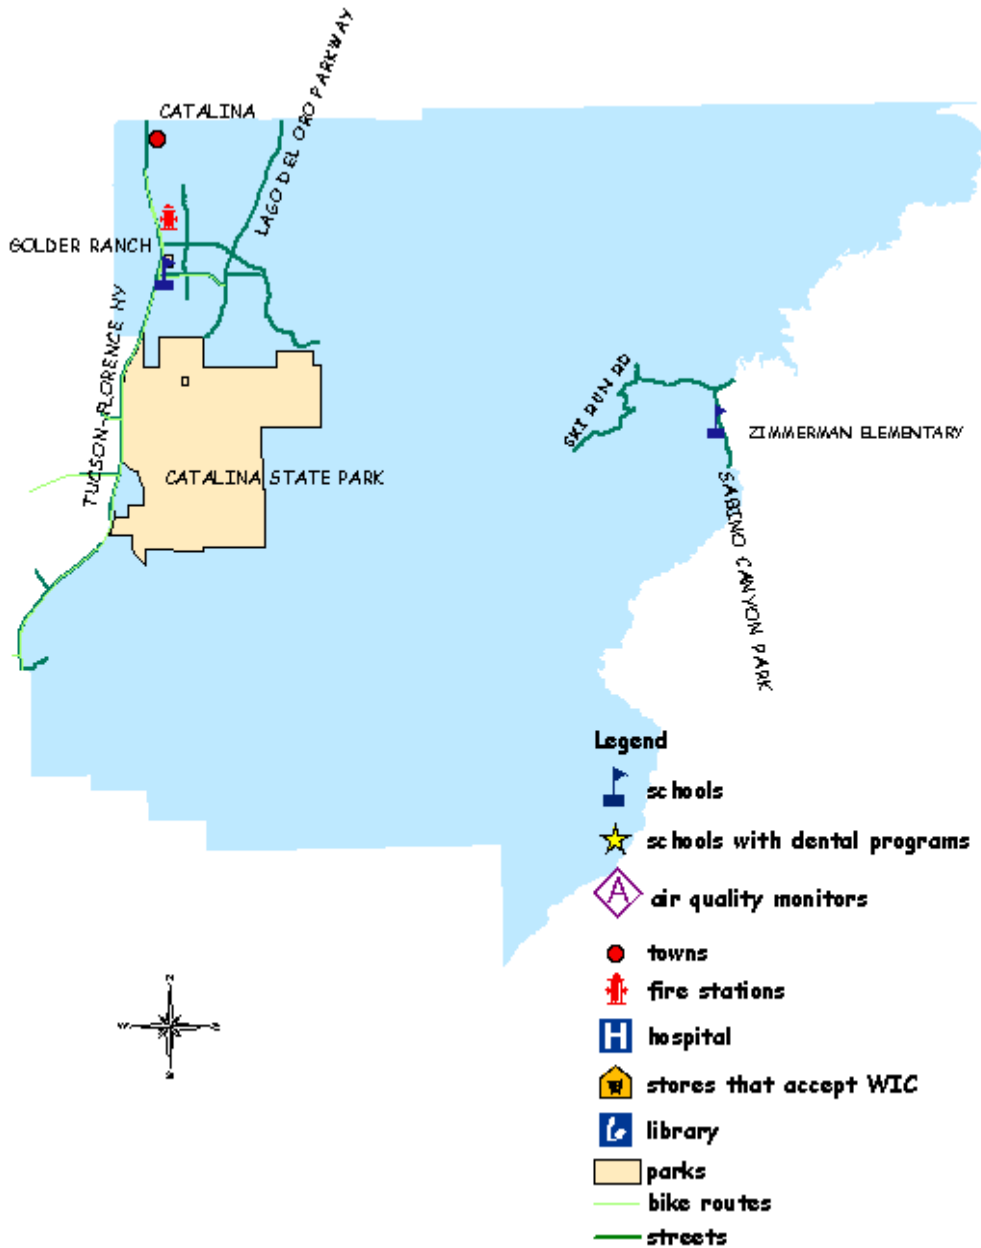 CATALINA
LAGO DEL ORO PARKWAY
GOLDER RANCH
TUCSON-FLORENCE HY
SKI RUN RD
ZIMMERMAN ELEMENTARY
CATALINA STATE PARK
SABINO CANYON PARK
Legend
schools
schools with dental programs
A
air quality monitors
towns
fire stations
H
hospital
stores that accept WIC
library
parks
bike routes
streets
N
W
E
S